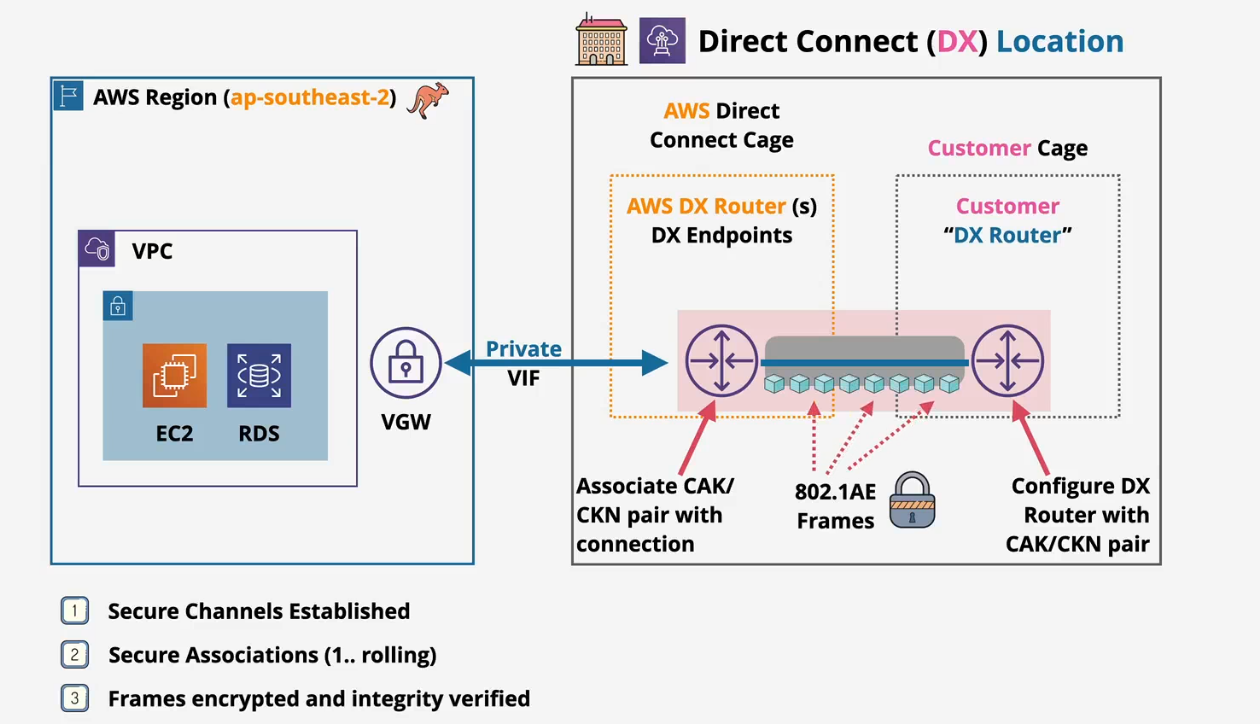 Direct Connect (DX) Location
AWS Region (ap-southeast-2)
VPC
EC2
RDS
VGW
Private
VIF
AWS Direct
Connect Cage
AWS DX Router (s)
DX Endpoints
Customer Cage
Customer
“DX Router”
Associate CAK/
CKN pair with
connection
802.1AE
Frames
Configure DX
Router with
CAK/CKN pair
1 Secure Channels Established
2 Secure Associations (1.. rolling)
3 Frames encrypted and integrity verified